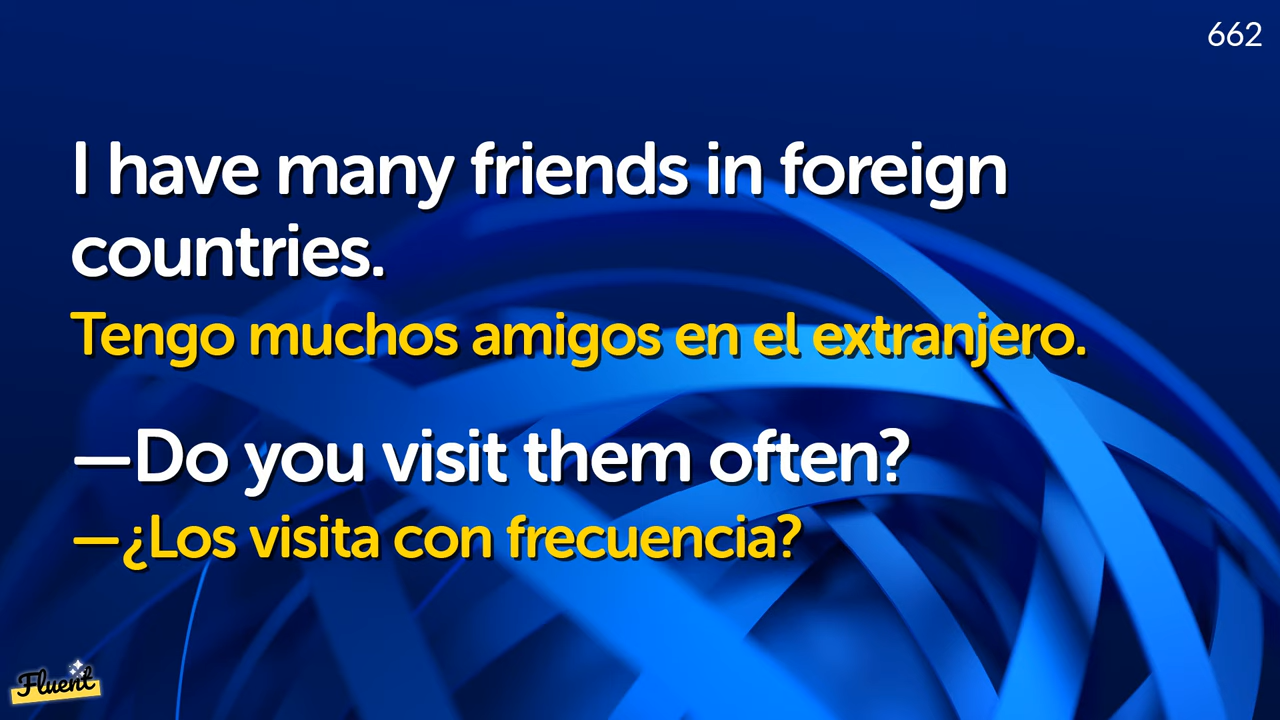 662
I have many friends in foreign
countries.
Tengo muchos amigos en el extranjero.
—Do you visit them often?
—¿Los visita con frecuencia?
Fluent